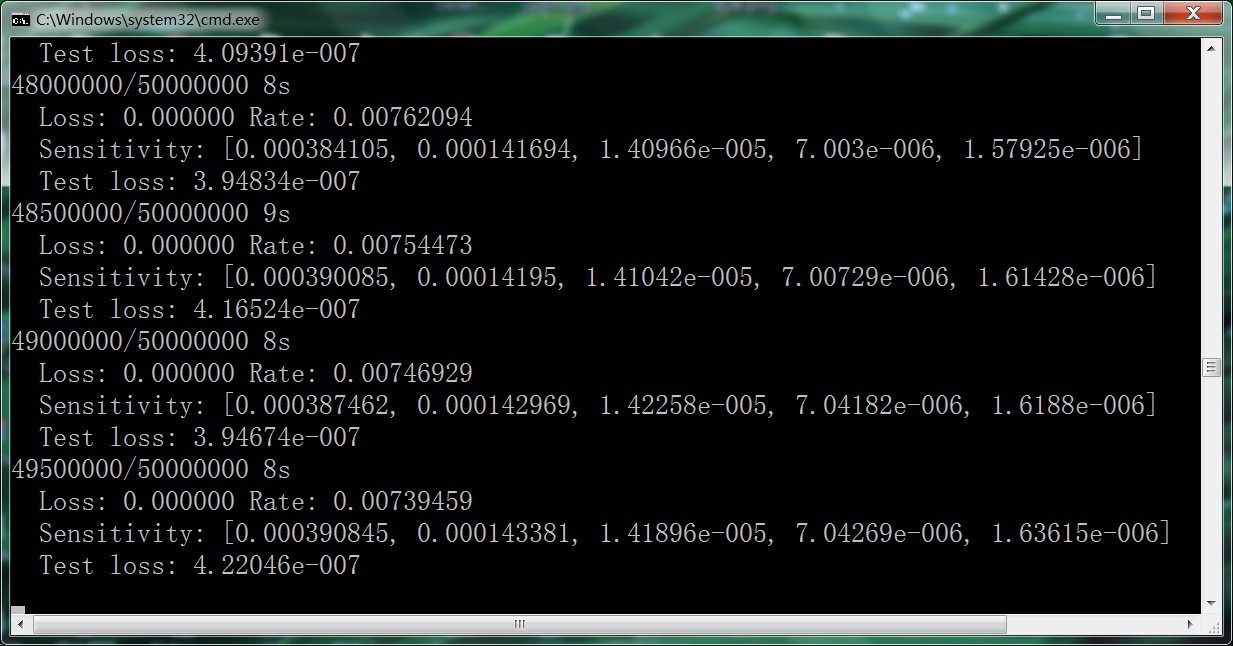 C:\Windows\system32\cmd.exe
Test loss: 4.09391e-007
48000000/50000000 8s
Loss: 0.000000 Rate: 0.00762094
Sensitivity: [0.000384105, 0.000141694, 1.40966e-005, 7.003e-006, 1.57925e-006]
Test loss: 3.94834e-007
48500000/50000000 9s
Loss: 0.000000 Rate: 0.00754473
Sensitivity: [0.000390085, 0.00014195, 1.41042e-005, 7.00729e-006, 1.61428e-006]
Test loss: 4.16524e-007
49000000/50000000 8s
Loss: 0.000000 Rate: 0.00746929
Sensitivity: [0.000387462, 0.000142969, 1.42258e-005, 7.04182e-006, 1.6188e-006]
Test loss: 3.94674e-007
49500000/50000000 8s
Loss: 0.000000 Rate: 0.00739459
Sensitivity: [0.000390845, 0.000143381, 1.41896e-005, 7.04269e-006, 1.63615e-006]
Test loss: 4.22046e-007